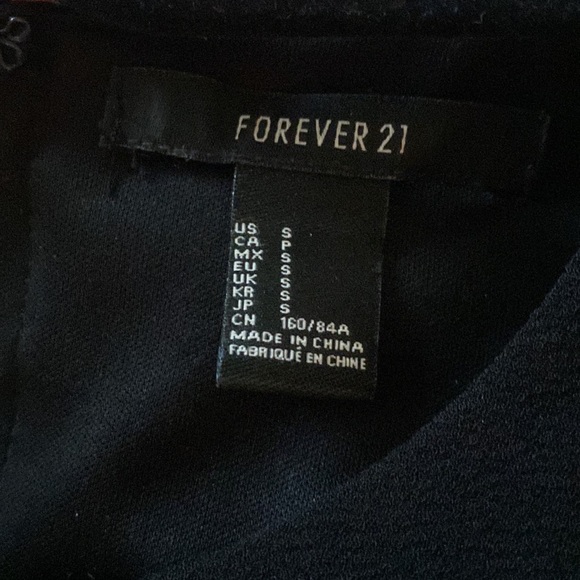 FOREVER 21
US S
CA P
MX S
EU S
UK S
KR S
JP S
CN 160/84A
MADE IN CHINA
FABRIQUÉ EN CHINE